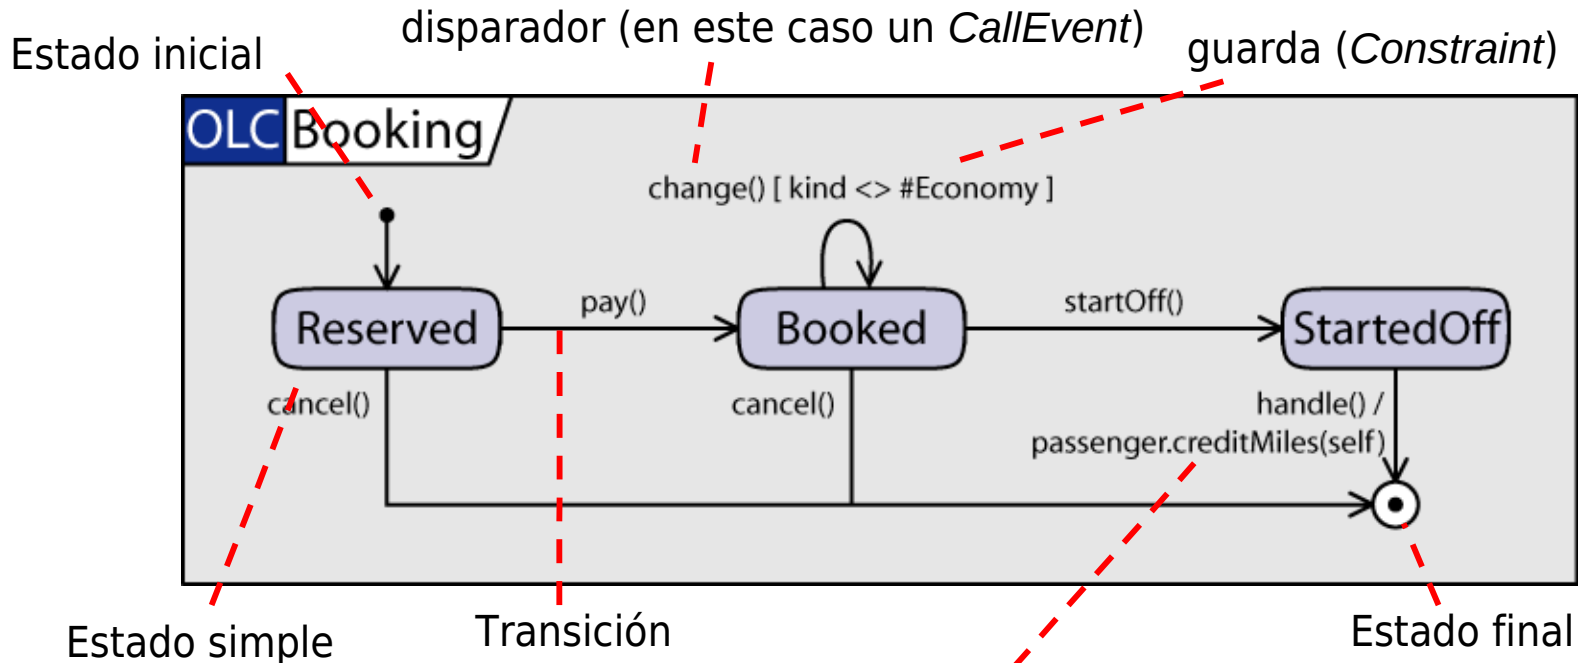 disparador (en este caso un CallEvent)
Estado inicial
guarda (Constraint)
OLC Booking
change() [ kind <> #Economy ]
pay()
startOff()
Reserved
Booked
StartedOff
cancel()
cancel()
handle() /
passenger.creditMiles(self)
Estado simple
Transición
Estado final